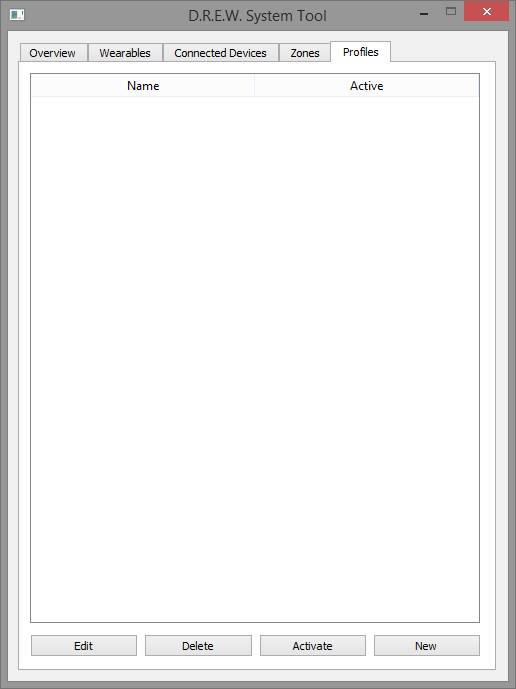 D.R.E.W. System Tool
Overview Wearables Connected Devices Zones Profiles
Name Active
Edit Delete Activate New